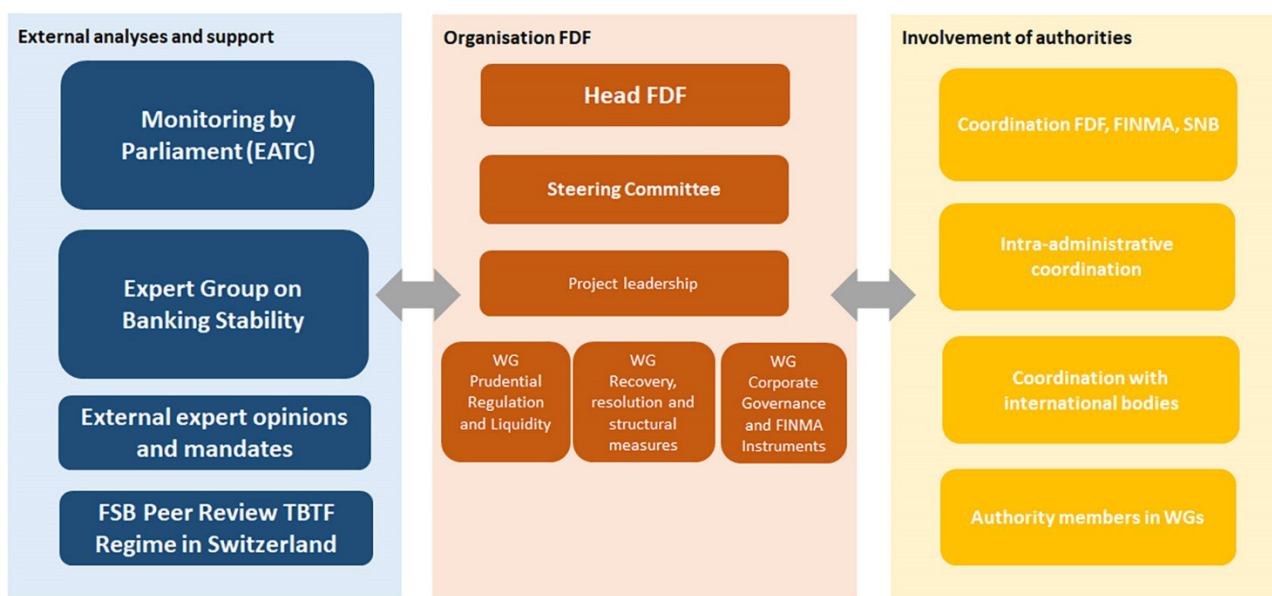 External analyses and support
Monitoring by
Parliament (EATC)
Expert Group on
Banking Stability
External expert opinions
and mandates
FSB Peer Review TBTF
Regime in Switzerland
Organisation FDF
Head FDF
Steering Committee
Project leadership
WG
Prudential
Regulation
and Liquidity
WG
Recovery,
resolution and
structural
measures
WG
Corporate
Governance
and FINMA
Instruments
Involvement of authorities
Coordination FDF, FINMA, SNB
Intra-administrative
coordination
Coordination with
international bodies
Authority members in WGs